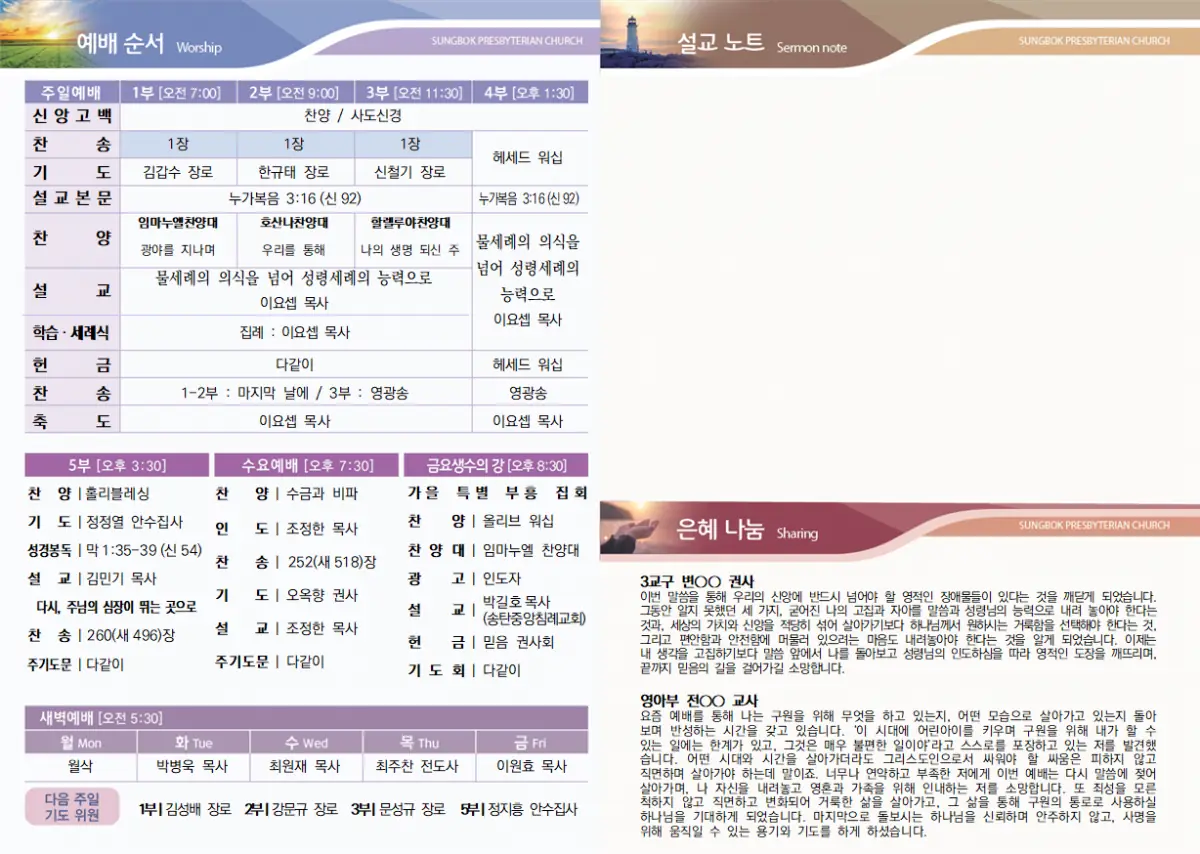 예배 순서 Worship
SUNGBOK PRESBYTERIAN CHURCH
주일예배 1부 [오전 7:00] 2부 [오전 9:00] 3부 [오전 11:30] 4부 [오후 1:30]
신 앙 고 백 찬양 / 사도신경
찬 송 1장 1장 1장 헤세드 워십
기 도 김갑수 장로 한규태 장로 신철기 장로
설 교 본 문 누가복음 3:16 (신 92) 누가복음 3:16 (신 92)
찬 양 임마누엘찬양대 호산나찬양대 할렐루야찬양대
광야를 지나며 우리를 통해 나의 생명 되신 주
물세례의 의식을
넘어 성령세례의
능력으로
이요셉 목사
설 교 물세례의 의식을 넘어 성령세례의 능력으로
이요셉 목사
학습 · 세례식 집례 : 이요셉 목사
헌 금 다같이 헤세드 워십
찬 송 1-2부 : 마지막 날에 / 3부 : 영광송 영광송
축 도 이요셉 목사 이요셉 목사
5부 [오후 3:30]
찬 양 | 홀리블레싱
기 도 | 정정열 안수집사
성경봉독 | 막 1:35-39 (신 54)
설 교 | 김민기 목사
다시, 주님의 심장이 뛰는 곳으로
찬 송 | 260(새 496)장
주기도문 | 다같이
수요예배 [오후 7:30]
찬 양 | 수금과 비파
인 도 | 조정한 목사
찬 송 | 252(새 518)장
기 도 | 오옥향 권사
설 교 | 조정한 목사
주기도문 | 다같이
금요생수의 강 [오후 8:30]
가을 특별 부흥 집회
찬 양 | 올리브 워십
찬 양 대 | 임마누엘 찬양대
광 고 | 인도자
설 교 | 박길호 목사
(송탄중앙침례교회)
헌 금 | 믿음 권사회
기 도 회 | 다같이
새벽예배 [오전 5:30]
월 Mon 화 Tue 수 Wed 목 Thu 금 Fri
월삭 박병욱 목사 최원재 목사 최주찬 전도사 이원효 목사
다음 주일
기도 위원
1부 | 김성배 장로 2부 | 강문규 장로 3부 | 문성규 장로 5부 | 정지흥 안수집사
설교 노트 Sermon note
SUNGBOK PRESBYTERIAN CHURCH
은혜 나눔 Sharing
SUNGBOK PRESBYTERIAN CHURCH
3교구 변○○ 권사
이번 말씀을 통해 우리의 신앙에 반드시 넘어야 할 영적인 장애물들이 있다는 것을 깨닫게 되었습니다.
그동안 알지 못했던 세 가지, 굳어진 나의 고집과 자아를 말씀과 성령님의 능력으로 내려 놓아야 한다는
것과, 세상의 가치와 신앙을 적당히 섞어 살아가기보다 하나님께서 원하시는 거룩함을 선택해야 한다는 것,
그리고 편안함과 안전함에 머물러 있으려는 마음도 내려놓아야 한다는 것을 알게 되었습니다. 이제는
내 생각을 고집하기보다 말씀 앞에서 나를 돌아보고 성령님의 인도하심을 따라 영적인 도장을 깨뜨리며,
끝까지 믿음의 길을 걸어가길 소망합니다.
영아부 전○○ 교사
요즘 예배를 통해 나는 구원을 위해 무엇을 하고 있는지, 어떤 모습으로 살아가고 있는지 돌아
보며 반성하는 시간을 갖고 있습니다. '이 시대에 어린아이를 키우며 구원을 위해 내가 할 수
있는 일에는 한계가 있고, 그것은 매우 불편한 일이야'라고 스스로를 포장하고 있는 저를 발견했
습니다. 어떤 시대와 시간을 살아가더라도 그리스도인으로서 싸워야 할 싸움은 피하지 않고
직면하며 살아가야 하는데 말이죠. 너무나 연약하고 부족한 저에게 이번 예배는 다시 말씀에 젖어
살아가며, 나 자신을 내려놓고 영혼과 가족을 위해 인내하는 저를 소망합니다. 또 죄성을 모른
척하지 않고 직면하고 변화되어 거룩한 삶을 살아가고, 그 삶을 통해 구원의 통로로 사용하실
하나님을 기대하게 되었습니다. 마지막으로 돌보시는 하나님을 신뢰하며 안주하지 않고, 사명을
위해 움직일 수 있는 용기와 기도를 하게 하셨습니다.